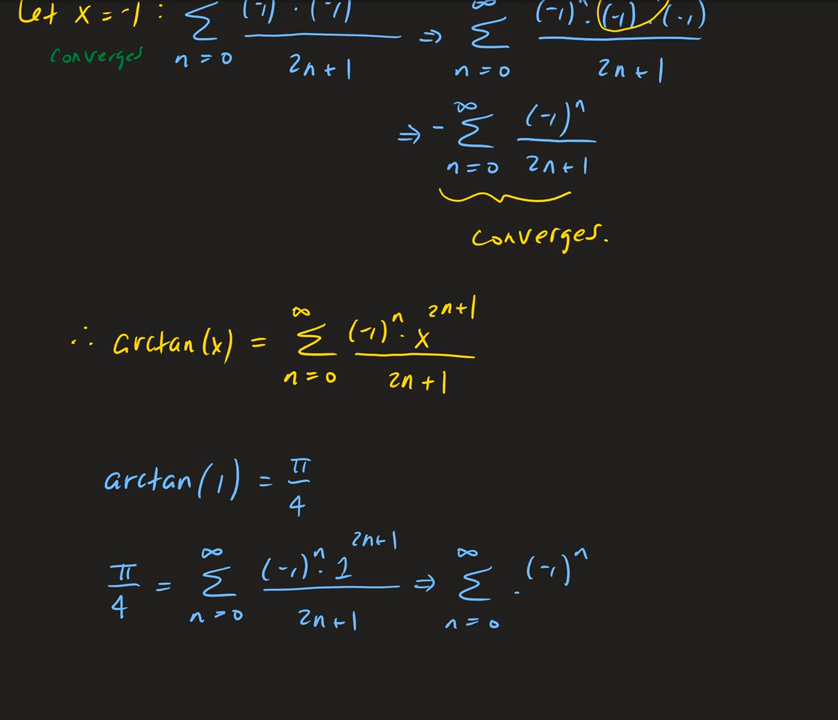 Let x = -1 : ∑ n = 0 (-1) · (-1) / 2n + 1 ⇒ ∞ ∑ n = 0 (-1)^n · (-1) · (-1) / 2n + 1
converges
⇒ - ∞ ∑ n = 0 (-1)^n / 2n + 1
converges.
∴ arctan(x) = ∞ ∑ n = 0 (-1)^n · x^2n+1 / 2n + 1
arctan(1) = π / 4
π / 4 = ∞ ∑ n = 0 (-1)^n · 1^2n+1 / 2n + 1 ⇒ ∞ ∑ n = 0 (-1)^n